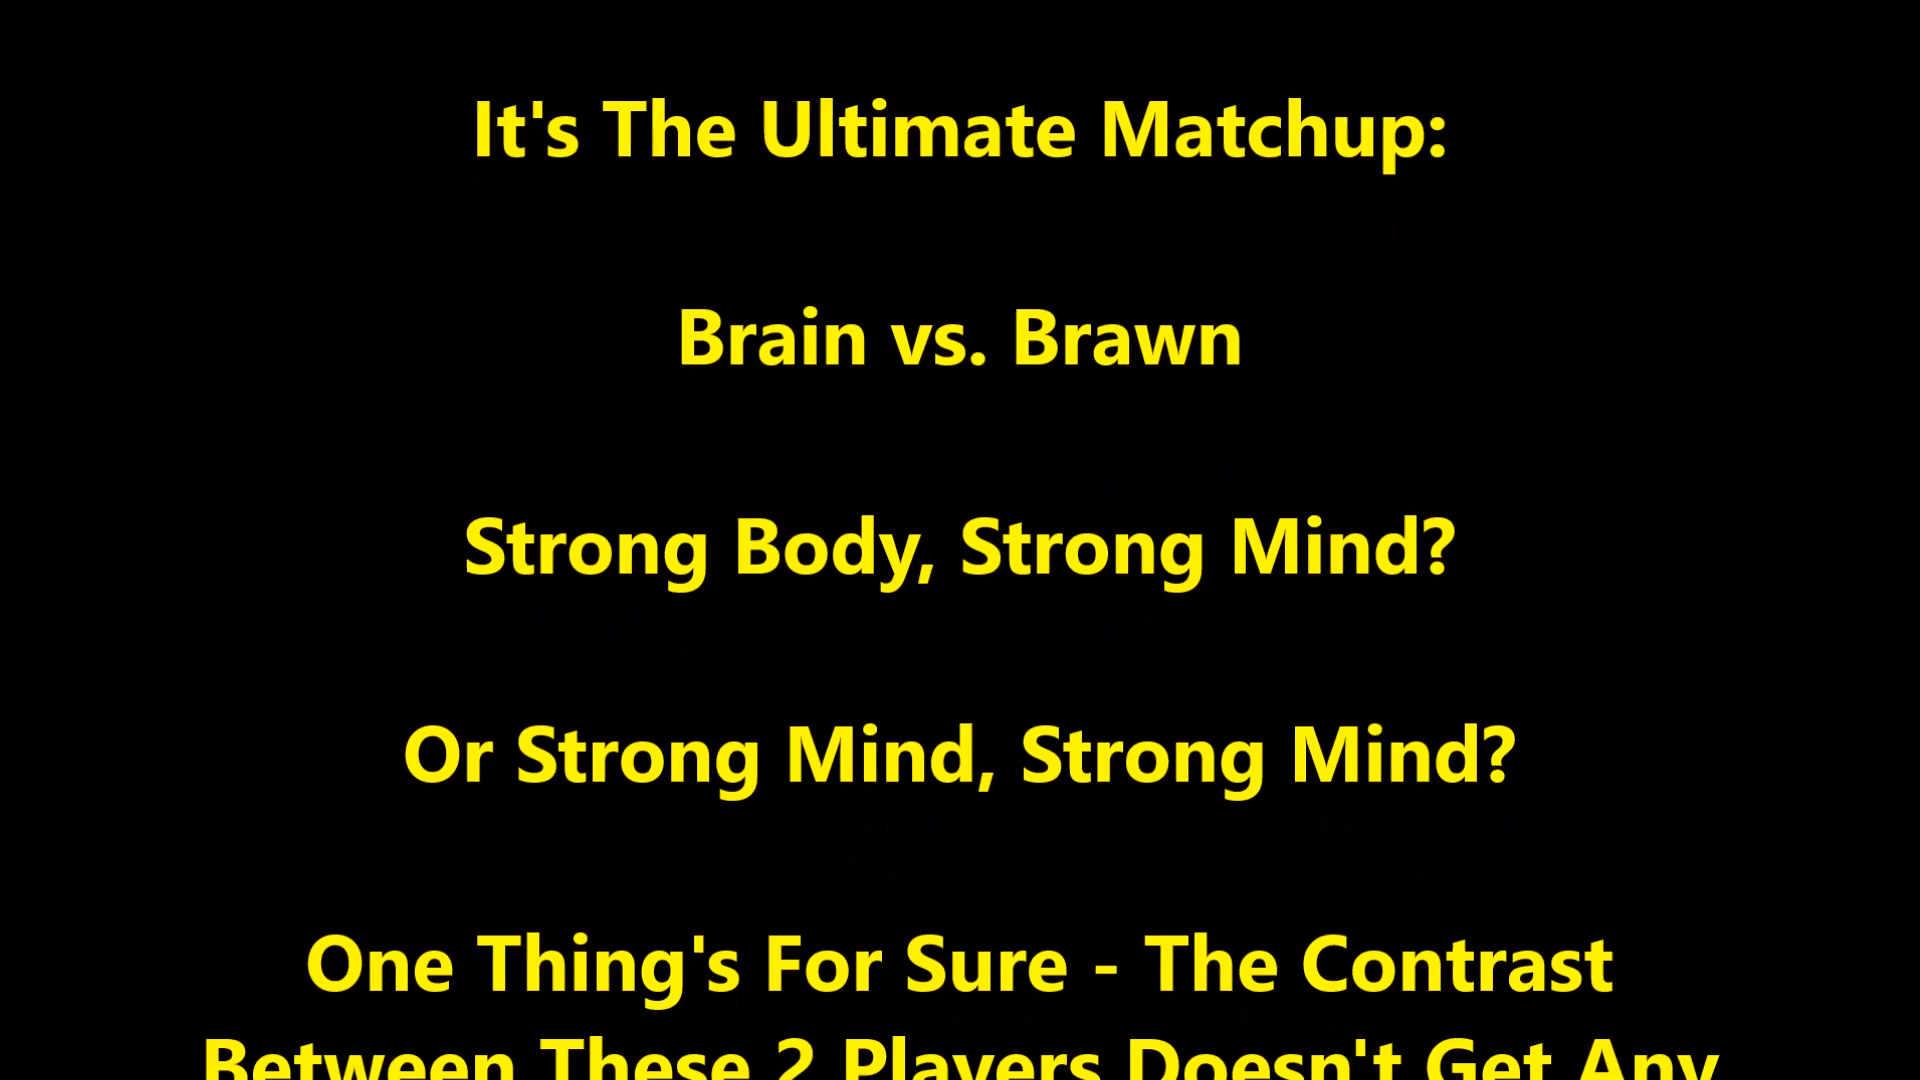 It's The Ultimate Matchup:
Brain vs. Brawn
Strong Body, Strong Mind?
Or Strong Mind, Strong Mind?
One Thing's For Sure - The Contrast
Between These 2 Players Doesn't Get Any